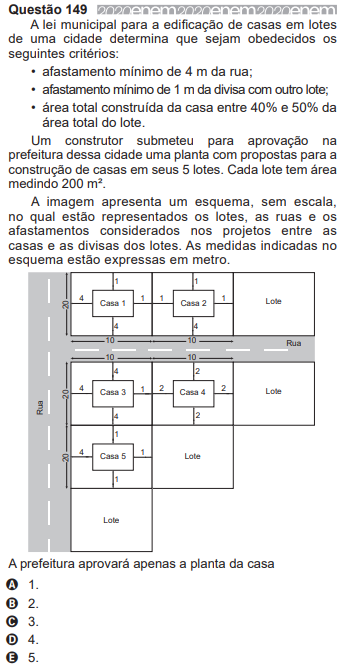 Questão 149 2020enem2020enem2020enem
A lei municipal para a edificação de casas em lotes
de uma cidade determina que sejam obedecidos os
seguintes critérios:
• afastamento mínimo de 4 m da rua;
• afastamento mínimo de 1 m da divisa com outro lote;
• área total construída da casa entre 40% e 50% da
área total do lote.
Um construtor submeteu para aprovação na
prefeitura dessa cidade uma planta com propostas para a
construção de casas em seus 5 lotes. Cada lote tem área
medindo 200 m².
A imagem apresenta um esquema, sem escala,
no qual estão representados os lotes, as ruas e os
afastamentos considerados nos projetos entre as
casas e as divisas dos lotes. As medidas indicadas no
esquema estão expressas em metro.
1 1
20 4 Casa 1 1 1 Casa 2 1 Lote
4 4
10 10
Rua
10 10
4 2
Rua 20 4 Casa 3 1 2 Casa 4 2 Lote
4 2
1
20 4 Casa 5 1 Lote
1
Lote
A prefeitura aprovará apenas a planta da casa
A 1.
B 2.
C 3.
D 4.
E 5.